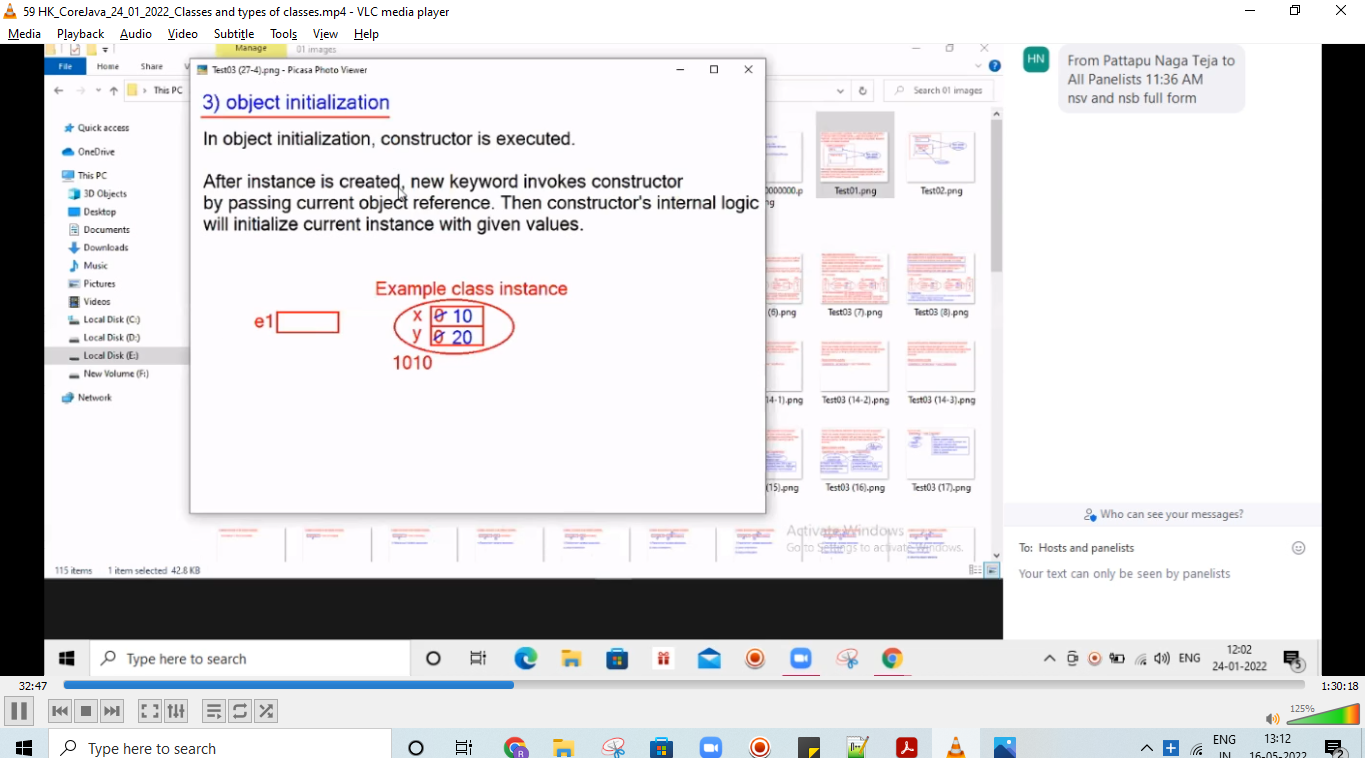 59 HK_CoreJava_24_01_2022_Classes and types of classes.mp4 - VLC media player
Media Playback Audio Video Subtitle Tools View Help
Manage 01 images
File Home Share V
This PC
Search 01 images
Test03 (27-4).png - Picasa Photo Viewer
3) object initialization
In object initialization, constructor is executed.
After instance is created, new keyword invokes constructor
by passing current object reference. Then constructor's internal logic
will initialize current instance with given values.
Example class instance
e1
x 0 10
y 0 20
1010
Quick access
OneDrive
This PC
3D Objects
Desktop
Documents
Downloads
Music
Pictures
Videos
Local Disk (C:)
Local Disk (D:)
Local Disk (E:)
New Volume (F:)
Network
0000000.p
ng
Test01.png
Test02.png
(6).png
Test03 (7).png
Test03 (8).png
14-1).png
Test03 (14-2).png
Test03 (14-3).png
(15).png
Test03 (16).png
Test03 (17).png
Activate Windows
Go to Settings to activate Windows.
115 items 1 item selected 42.8 KB
HN
From Pattapu Naga Teja to
All Panelists 11:36 AM
nsv and nsb full form
Who can see your messages?
To: Hosts and panelists
Your text can only be seen by panelists
Type here to search
ENG
12:02
24-01-2022
5
32:47
1:30:18
125%
Type here to search
ENG
IN
13:12
16-05-2022
2